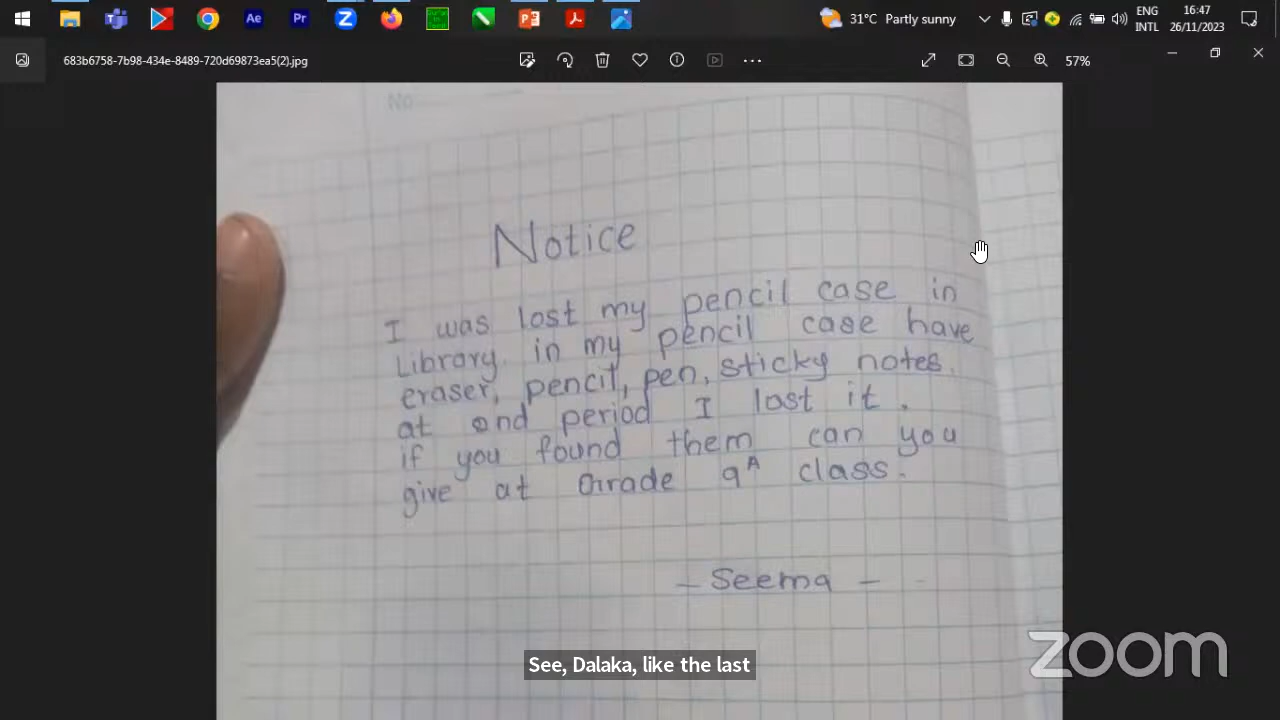 31°C Partly sunny
ENG
INTL
16:47
26/11/2023
683b6758-7b98-434e-8489-720d69873ea5(2).jpg
57%
No
Notice
I was lost my pencil case in
Library. in my pencil case have
eraser, pencil, pen, sticky notes.
at 2nd period I lost it.
if you found them can you
give at Grade 9A class.
- Seema -
zoom
See, Dalaka, like the last